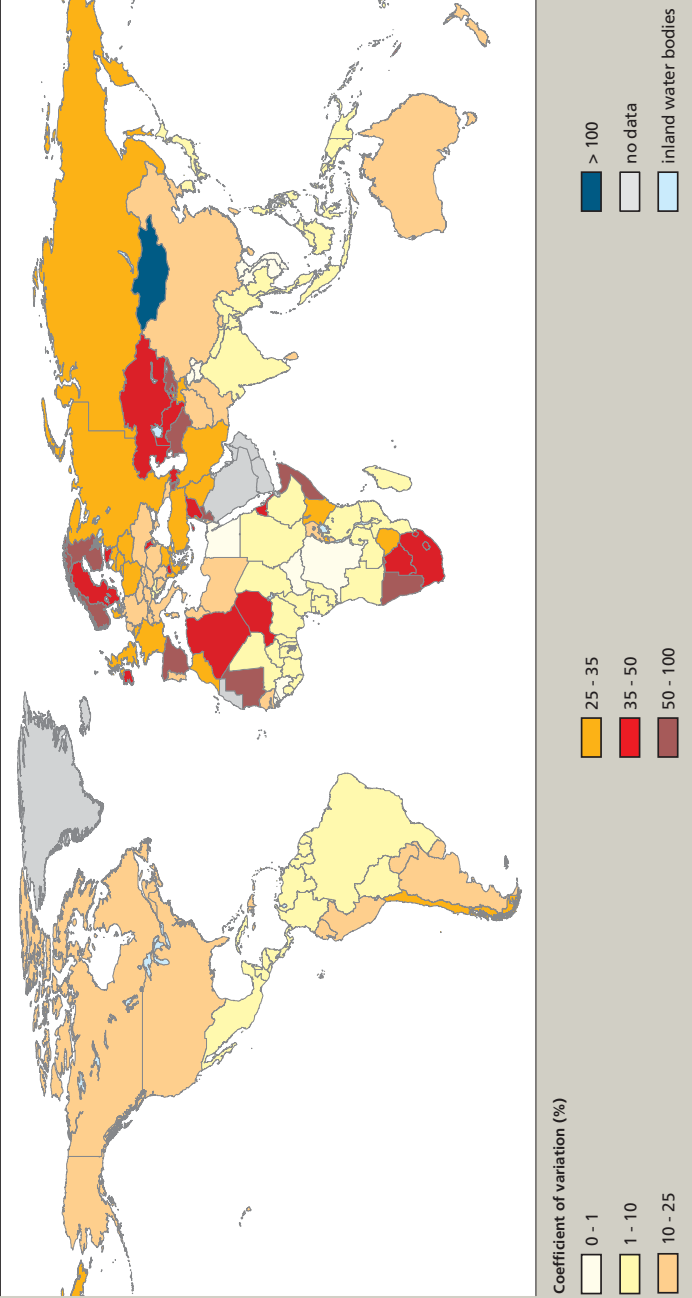 Coefficient of variation (%)
0 - 1
1 - 10
10 - 25
25 - 35
35 - 50
50 - 100
> 100
no data
inland water bodies